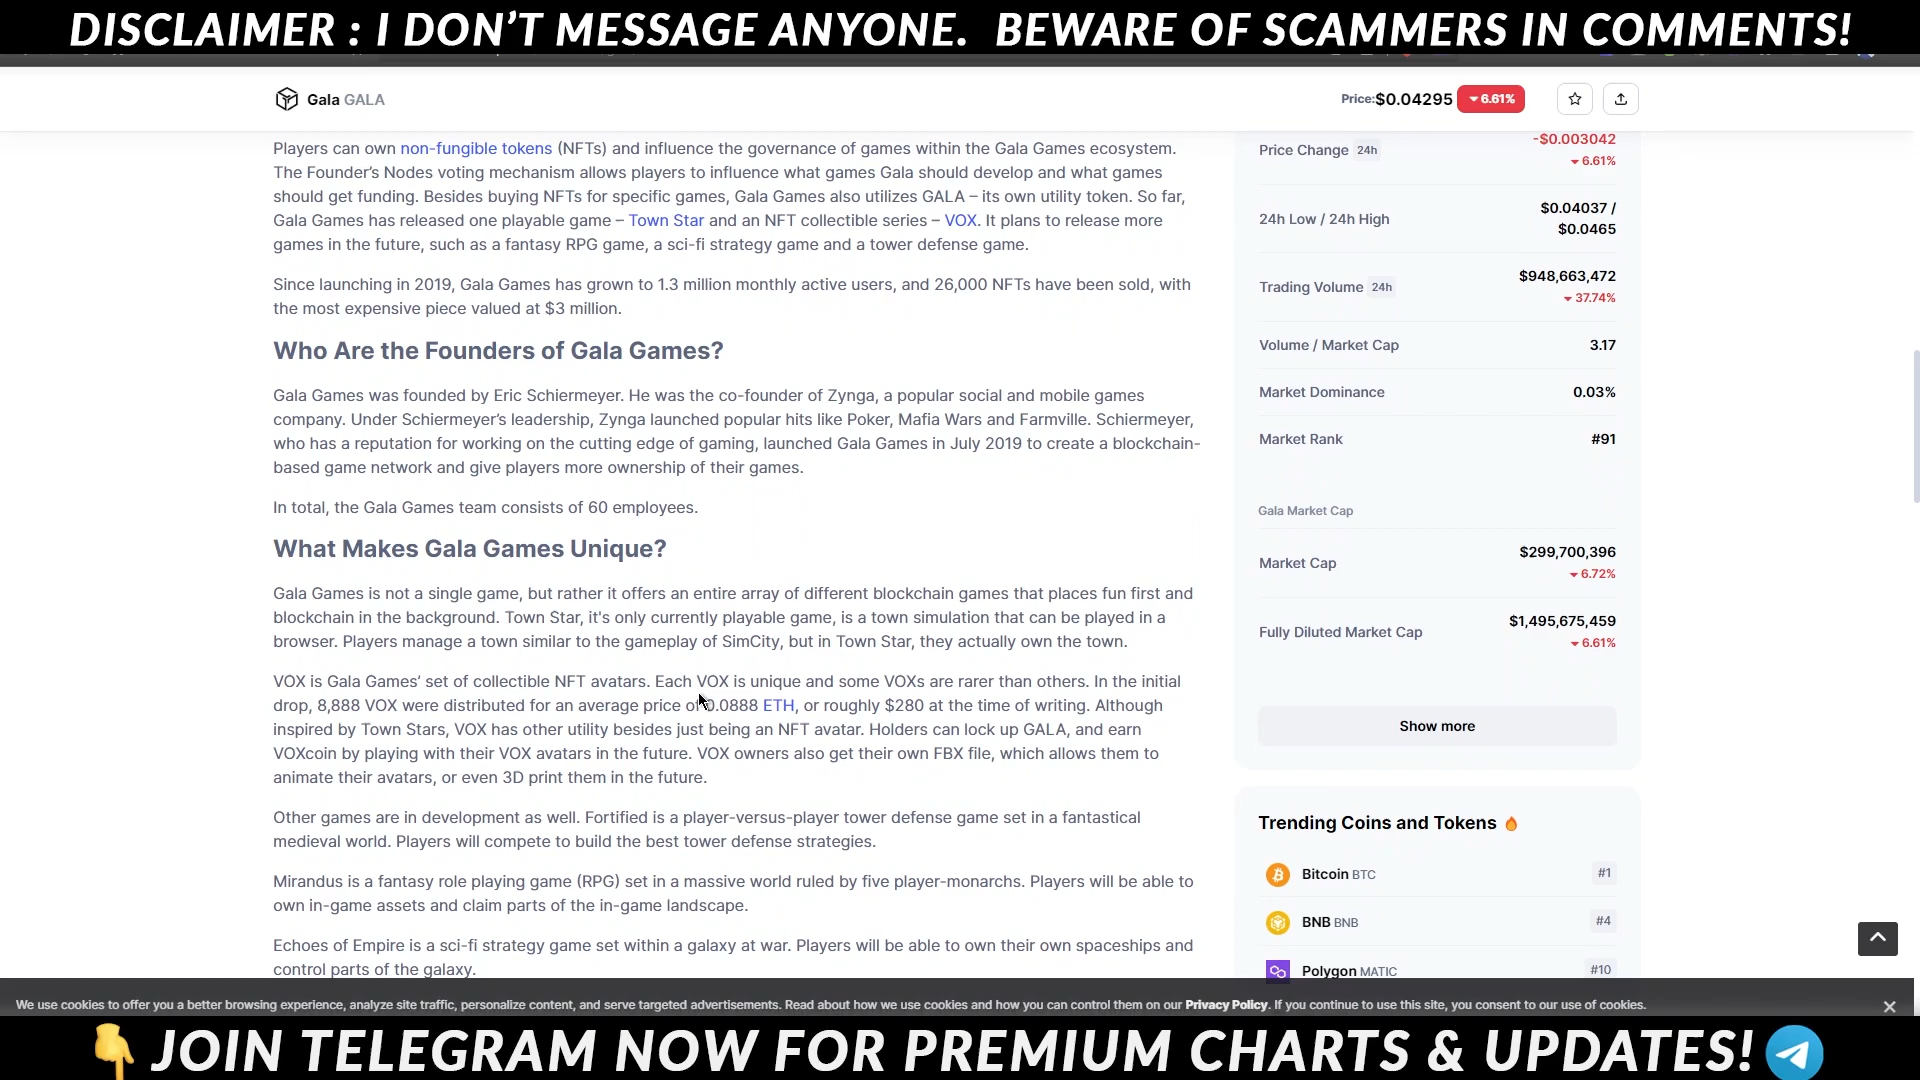 DISCLAIMER : I DON'T MESSAGE ANYONE. BEWARE OF SCAMMERS IN COMMENTS!
Gala GALA
Price:$0.04295 6.61%
Players can own non-fungible tokens (NFTs) and influence the governance of games within the Gala Games ecosystem.
The Founder's Nodes voting mechanism allows players to influence what games Gala should develop and what games
should get funding. Besides buying NFTs for specific games, Gala Games also utilizes GALA – its own utility token. So far,
Gala Games has released one playable game – Town Star and an NFT collectible series – VOX. It plans to release more
games in the future, such as a fantasy RPG game, a sci-fi strategy game and a tower defense game.
Since launching in 2019, Gala Games has grown to 1.3 million monthly active users, and 26,000 NFTs have been sold, with
the most expensive piece valued at $3 million.
Who Are the Founders of Gala Games?
Gala Games was founded by Eric Schiermeyer. He was the co-founder of Zynga, a popular social and mobile games
company. Under Schiermeyer's leadership, Zynga launched popular hits like Poker, Mafia Wars and Farmville. Schiermeyer,
who has a reputation for working on the cutting edge of gaming, launched Gala Games in July 2019 to create a blockchain-
based game network and give players more ownership of their games.
In total, the Gala Games team consists of 60 employees.
What Makes Gala Games Unique?
Gala Games is not a single game, but rather it offers an entire array of different blockchain games that places fun first and
blockchain in the background. Town Star, it's only currently playable game, is a town simulation that can be played in a
browser. Players manage a town similar to the gameplay of SimCity, but in Town Star, they actually own the town.
VOX is Gala Games' set of collectible NFT avatars. Each VOX is unique and some VOXs are rarer than others. In the initial
drop, 8,888 VOX were distributed for an average price of 0.0888 ETH, or roughly $280 at the time of writing. Although
inspired by Town Stars, VOX has other utility besides just being an NFT avatar. Holders can lock up GALA, and earn
VOXcoin by playing with their VOX avatars in the future. VOX owners also get their own FBX file, which allows them to
animate their avatars, or even 3D print them in the future.
Other games are in development as well. Fortified is a player-versus-player tower defense game set in a fantastical
medieval world. Players will compete to build the best tower defense strategies.
Mirandus is a fantasy role playing game (RPG) set in a massive world ruled by five player-monarchs. Players will be able to
own in-game assets and claim parts of the in-game landscape.
Echoes of Empire is a sci-fi strategy game set within a galaxy at war. Players will be able to own their own spaceships and
control parts of the galaxy.
Price Change 24h
-$0.003042
6.61%
24h Low / 24h High
$0.04037 /
$0.0465
Trading Volume 24h
$948,663,472
37.74%
Volume / Market Cap 3.17
Market Dominance 0.03%
Market Rank #91
Gala Market Cap
Market Cap
$299,700,396
6.72%
Fully Diluted Market Cap
$1,495,675,459
6.61%
Show more
Trending Coins and Tokens
Bitcoin BTC #1
BNB BNB #4
Polygon MATIC #10
We use cookies to offer you a better browsing experience, analyze site traffic, personalize content, and serve targeted advertisements. Read about how we use cookies and how you can control them on our Privacy Policy. If you continue to use this site, you consent to our use of cookies.
JOIN TELEGRAM NOW FOR PREMIUM CHARTS & UPDATES!